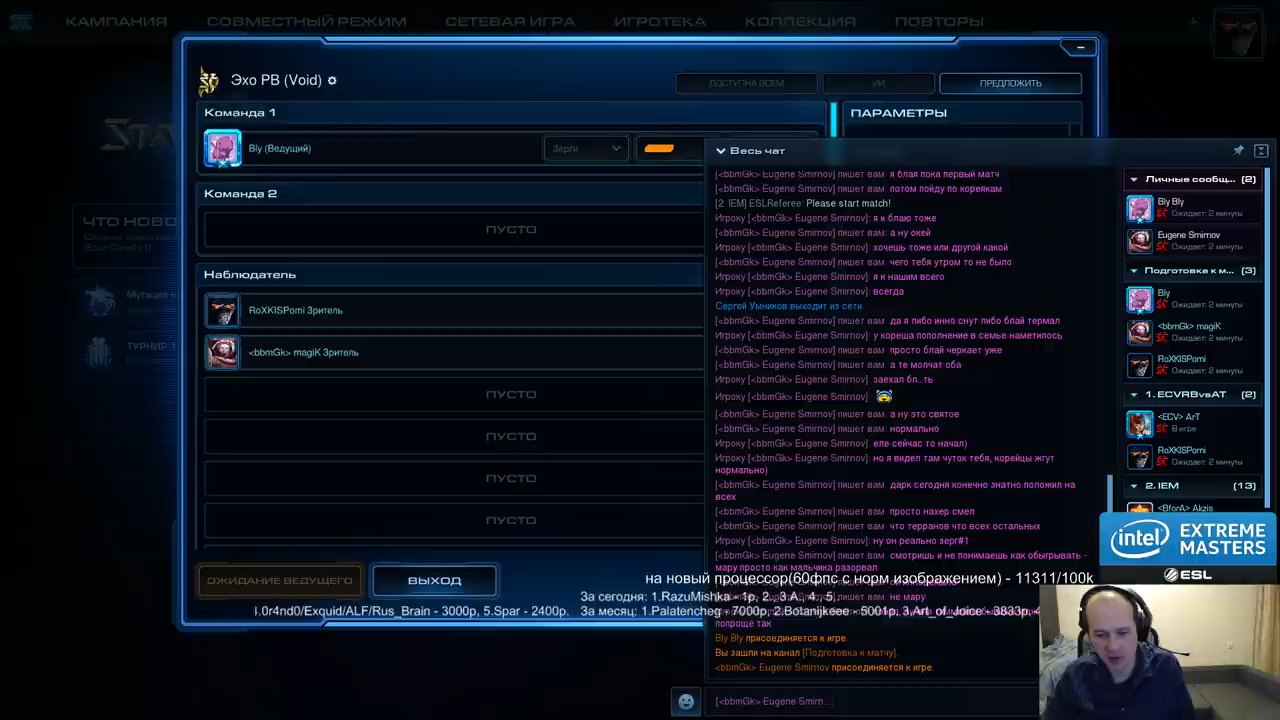 КАМПАНИЯ СОВМЕСТНЫЙ РЕЖИМ СЕТЕВАЯ ИГРА ИГРОТЕКА КОЛЛЕКЦИЯ ПОВТОРЫ
Эхо РВ (Void)
ДОСТУПНА ВСЕМ ИИ ПРЕДЛОЖИТЬ
Команда 1
ПАРАМЕТРЫ
Bly (Ведущий) Зерги
Команда 2
ПУСТО
Наблюдатель
RoXKISPomi Зритель
<bbmGk> magiK Зритель
ПУСТО
ПУСТО
ПУСТО
ПУСТО
ОЖИДАНИЕ ВЕДУЩЕГО ВЫХОД
ЧТО НОВО
Мутация
ТУРНИР
Весь чат
[<bbmGk> Eugene Smirnov] пишет вам: я блая пока первый матч
[<bbmGk> Eugene Smirnov] пишет вам: потом пойду по кореякам
[2. IEM] ESLReferee: Please start match!
Игроку [<bbmGk> Eugene Smirnov]: я к блаю тоже
[<bbmGk> Eugene Smirnov] пишет вам: а ну окей
Игроку [<bbmGk> Eugene Smirnov]: хочешь тоже или другой какой
[<bbmGk> Eugene Smirnov] пишет вам: чего тебя утром то не было
Игроку [<bbmGk> Eugene Smirnov]: я к нашим всего
Игроку [<bbmGk> Eugene Smirnov]: всегда
Сергей Умников выходит из сети
[<bbmGk> Eugene Smirnov] пишет вам: да я либо инно снут либо блай термал
Игроку [<bbmGk> Eugene Smirnov]: у кореша пополнение в семье наметилось
[<bbmGk> Eugene Smirnov] пишет вам: просто блай черкает уже
[<bbmGk> Eugene Smirnov] пишет вам: а те молчат оба
Игроку [<bbmGk> Eugene Smirnov]: заехал бл..ть
Игроку [<bbmGk> Eugene Smirnov]:
[<bbmGk> Eugene Smirnov] пишет вам: а ну это святое
[<bbmGk> Eugene Smirnov] пишет вам: нормально
Игроку [<bbmGk> Eugene Smirnov]: еле сейчас то начал)
Игроку [<bbmGk> Eugene Smirnov]: но я видел там чуток тебя, корейцы жгут
нормально)
[<bbmGk> Eugene Smirnov] пишет вам: дарк сегодня конечно знатно положил на
всех
[<bbmGk> Eugene Smirnov] пишет вам: просто нахер смел
[<bbmGk> Eugene Smirnov] пишет вам: что терранов что всех остальных
Игроку [<bbmGk> Eugene Smirnov]: ну он реально зерг#1
[<bbmGk> Eugene Smirnov] пишет вам: смотришь и не понимаешь как обыгрывать -
мару просто как мальчика разорвал
не мару
попроще так
Bly Bly присоединяется к игре.
Вы зашли на канал [Подготовка к матчу].
<bbmGk> Eugene Smirnov присоединяется к игре.
[<bbmGk> Eugene Smirn...
Личные сообщ... (2)
Bly Bly
Ожидает: 2 минуты
Eugene Smirnov
Ожидает: 2 минуты
Подготовка к м... (3)
Bly
Ожидает: 2 минуты
<bbmGk> magiK
Ожидает: 2 минуты
RoXKISPomi
Ожидает: 2 минуты
1. ECVRBvsAT (2)
<ECV> ArT
В игре
RoXKISPomi
Ожидает: 2 минуты
2. IEM (13)
<BforA> Akzis
intel EXTREME
MASTERS
ESL
на новый процессор(60фпс с норм.изображением) - 11311/100k
За сегодня: 1.RazuMishka - 1р, 2. , 3.А, 4. , 5.
l.0r4nd0/Exquid/ALF/Rus_Brain - 3000р, 5.Spar - 2400р.
За месяц: 1.Palatencheg - 7000р, 2.Botanijkeee - 5001р, 3.Art_of_Joice - 3833р, 4